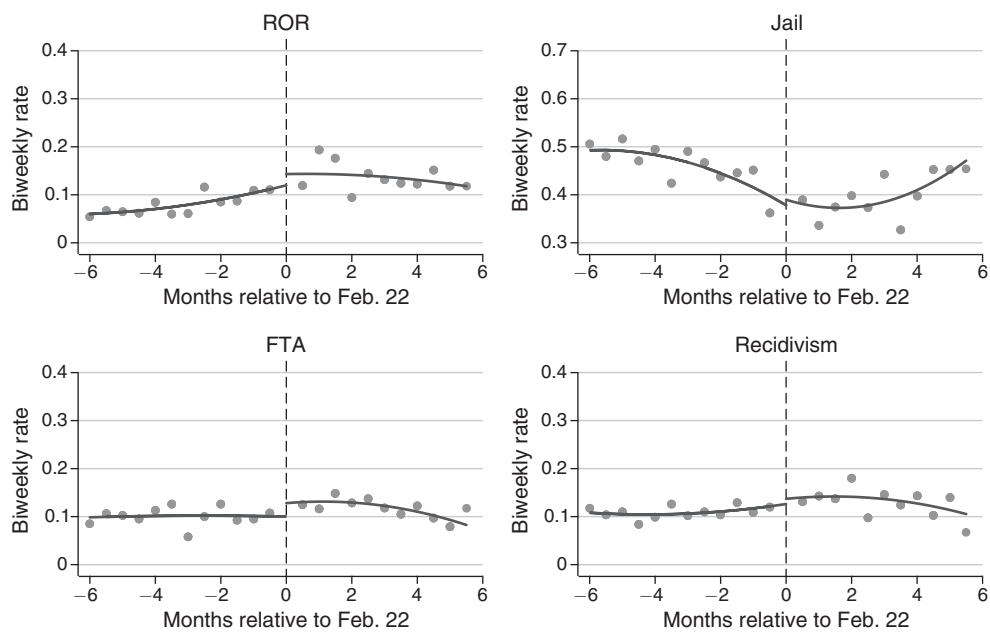 ROR
Biweekly rate
0.4
0.3
0.2
0.1
0
−6 −4 −2 0 2 4 6
Months relative to Feb. 22
Jail
Biweekly rate
0.7
0.6
0.5
0.4
0.3
−6 −4 −2 0 2 4 6
Months relative to Feb. 22
FTA
Biweekly rate
0.4
0.3
0.2
0.1
0
−6 −4 −2 0 2 4 6
Months relative to Feb. 22
Recidivism
Biweekly rate
0.4
0.3
0.2
0.1
0
−6 −4 −2 0 2 4 6
Months relative to Feb. 22